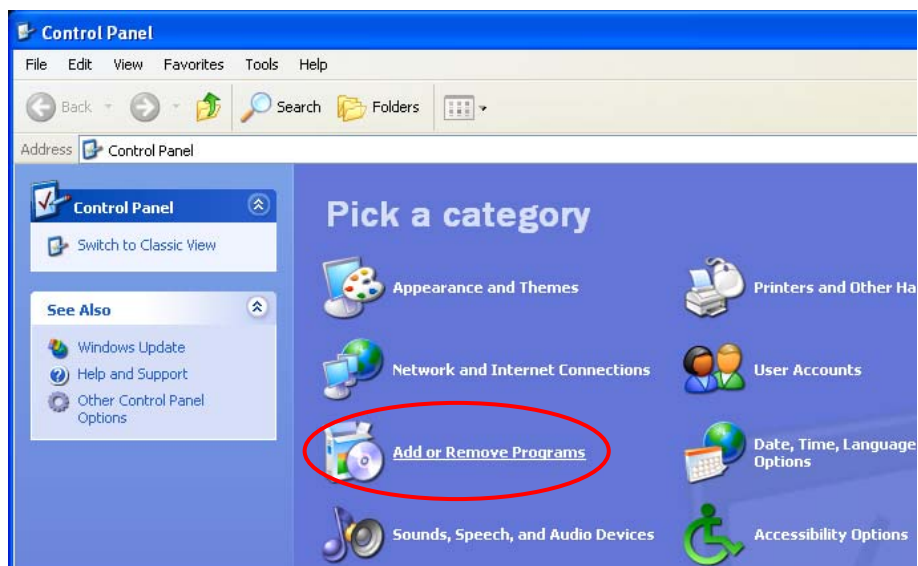 Control Panel
File Edit View Favorites Tools Help
Back Search Folders
Address Control Panel
Control Panel
Switch to Classic View
See Also
Windows Update
Help and Support
Other Control Panel
Options
Pick a category
Appearance and Themes
Printers and Other Ha
Network and Internet Connections
User Accounts
Add or Remove Programs
Date, Time, Language
Options
Sounds, Speech, and Audio Devices
Accessibility Options